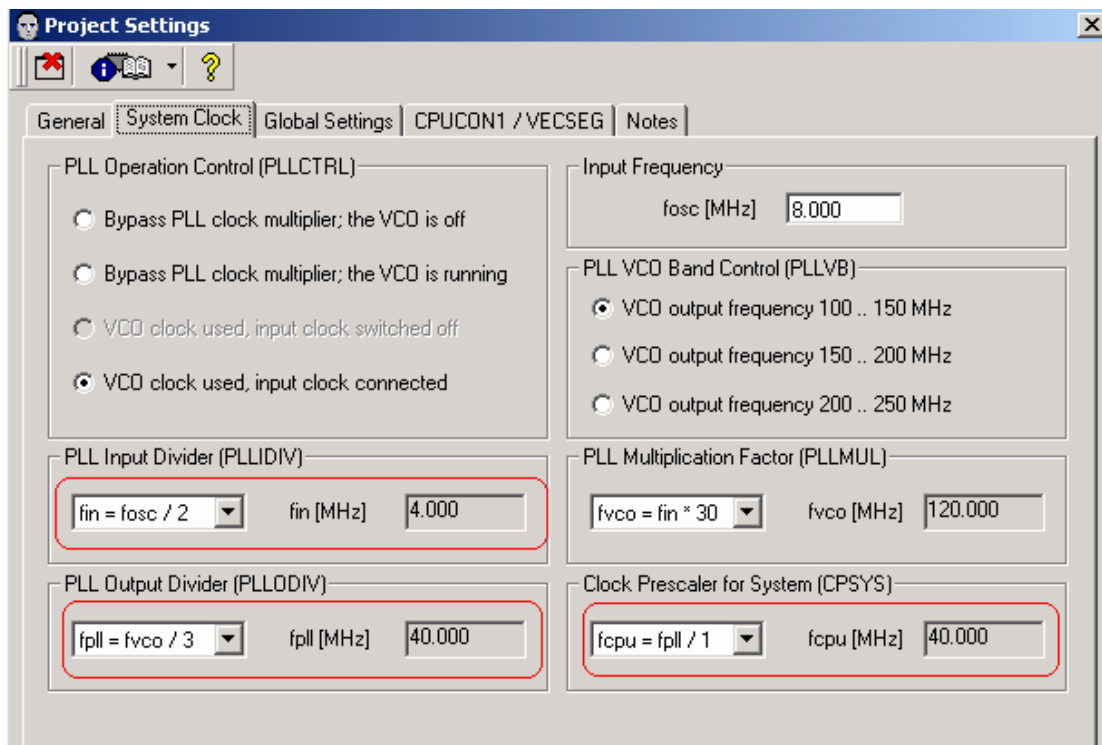 Project Settings
General
System Clock
Global Settings
CPUCON1 / VECSEG
Notes
PLL Operation Control (PLLCTRL)
Bypass PLL clock multiplier; the VCO is off
Bypass PLL clock multiplier; the VCO is running
VCO clock used, input clock switched off
VCO clock used, input clock connected
Input Frequency
fosc [MHz] 8.000
PLL VCO Band Control (PLLVB)
VCO output frequency 100 .. 150 MHz
VCO output frequency 150 .. 200 MHz
VCO output frequency 200 .. 250 MHz
PLL Input Divider (PLLIDIV)
fin = fosc / 2 fin [MHz] 4.000
PLL Multiplication Factor (PLLMUL)
fvco = fin * 30 fvco [MHz] 120.000
PLL Output Divider (PLLODIV)
fpll = fvco / 3 fpll [MHz] 40.000
Clock Prescaler for System (CPSYS)
fcpu = fpll / 1 fcpu [MHz] 40.000